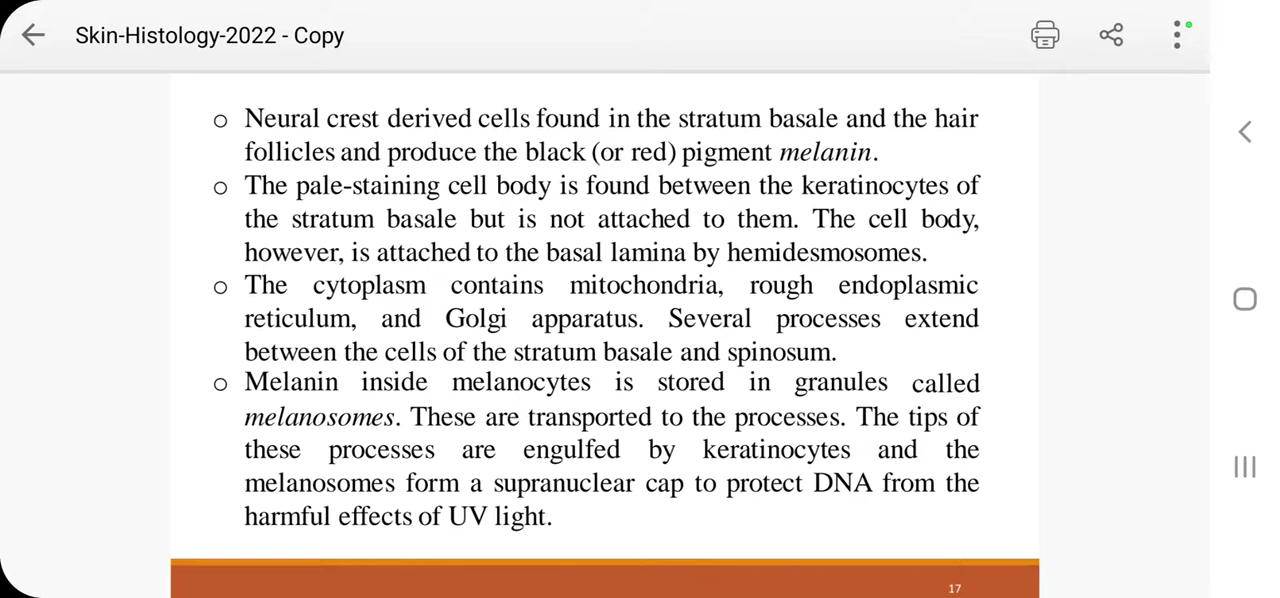 Skin-Histology-2022 - Copy
o Neural crest derived cells found in the stratum basale and the hair
follicles and produce the black (or red) pigment melanin.
o The pale-staining cell body is found between the keratinocytes of
the stratum basale but is not attached to them. The cell body,
however, is attached to the basal lamina by hemidesmosomes.
o The cytoplasm contains mitochondria, rough endoplasmic
reticulum, and Golgi apparatus. Several processes extend
between the cells of the stratum basale and spinosum.
o Melanin inside melanocytes is stored in granules called
melanosomes. These are transported to the processes. The tips of
these processes are engulfed by keratinocytes and the
melanosomes form a supranuclear cap to protect DNA from the
harmful effects of UV light.
17